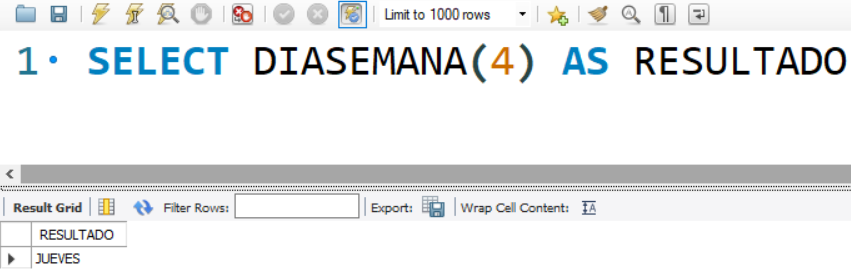 Limit to 1000 rows
1 SELECT DIASEMANA(4) AS RESULTADO
Result Grid Filter Rows: Export: Wrap Cell Content: IA
RESULTADO
JUEVES